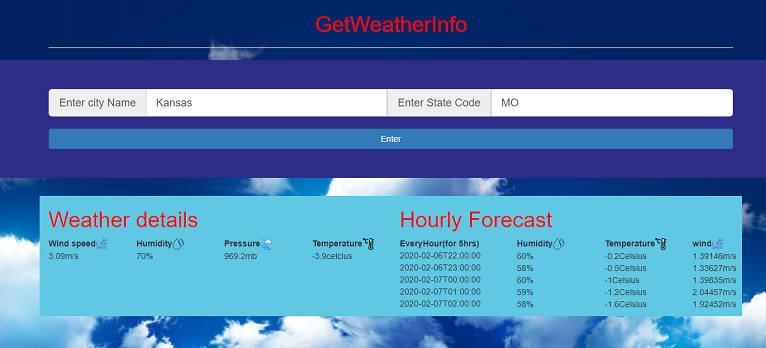 GetWeatherInfo
Enter city Name Kansas Enter State Code MO
Enter
Weather details
Wind speed Humidity Pressure Temperature
3.09m/s 70% 969.2mb -3.9celcius
Hourly Forecast
EveryHour(for 5hrs) Humidity Temperature wind
2020-02-06T22:00:00 60% -0.2Celsius 1.39146m/s
2020-02-06T23:00:00 58% -0.5Celsius 1.33627m/s
2020-02-07T00:00:00 60% -1Celsius 1.39835m/s
2020-02-07T01:00:00 59% -1.2Celsius 2.04457m/s
2020-02-07T02:00:00 58% -1.6Celsius 1.92452m/s